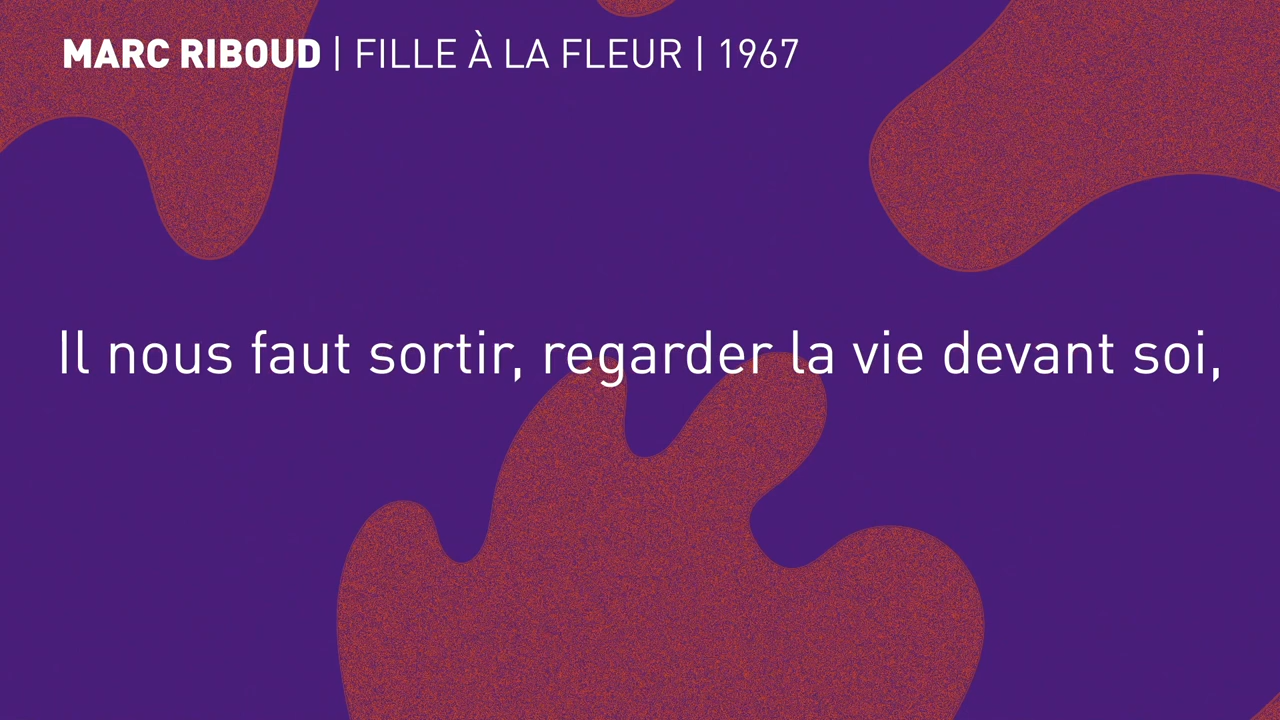 MARC RIBOUD | FILLE À LA FLEUR | 1967
Il nous faut sortir, regarder la vie devant soi,